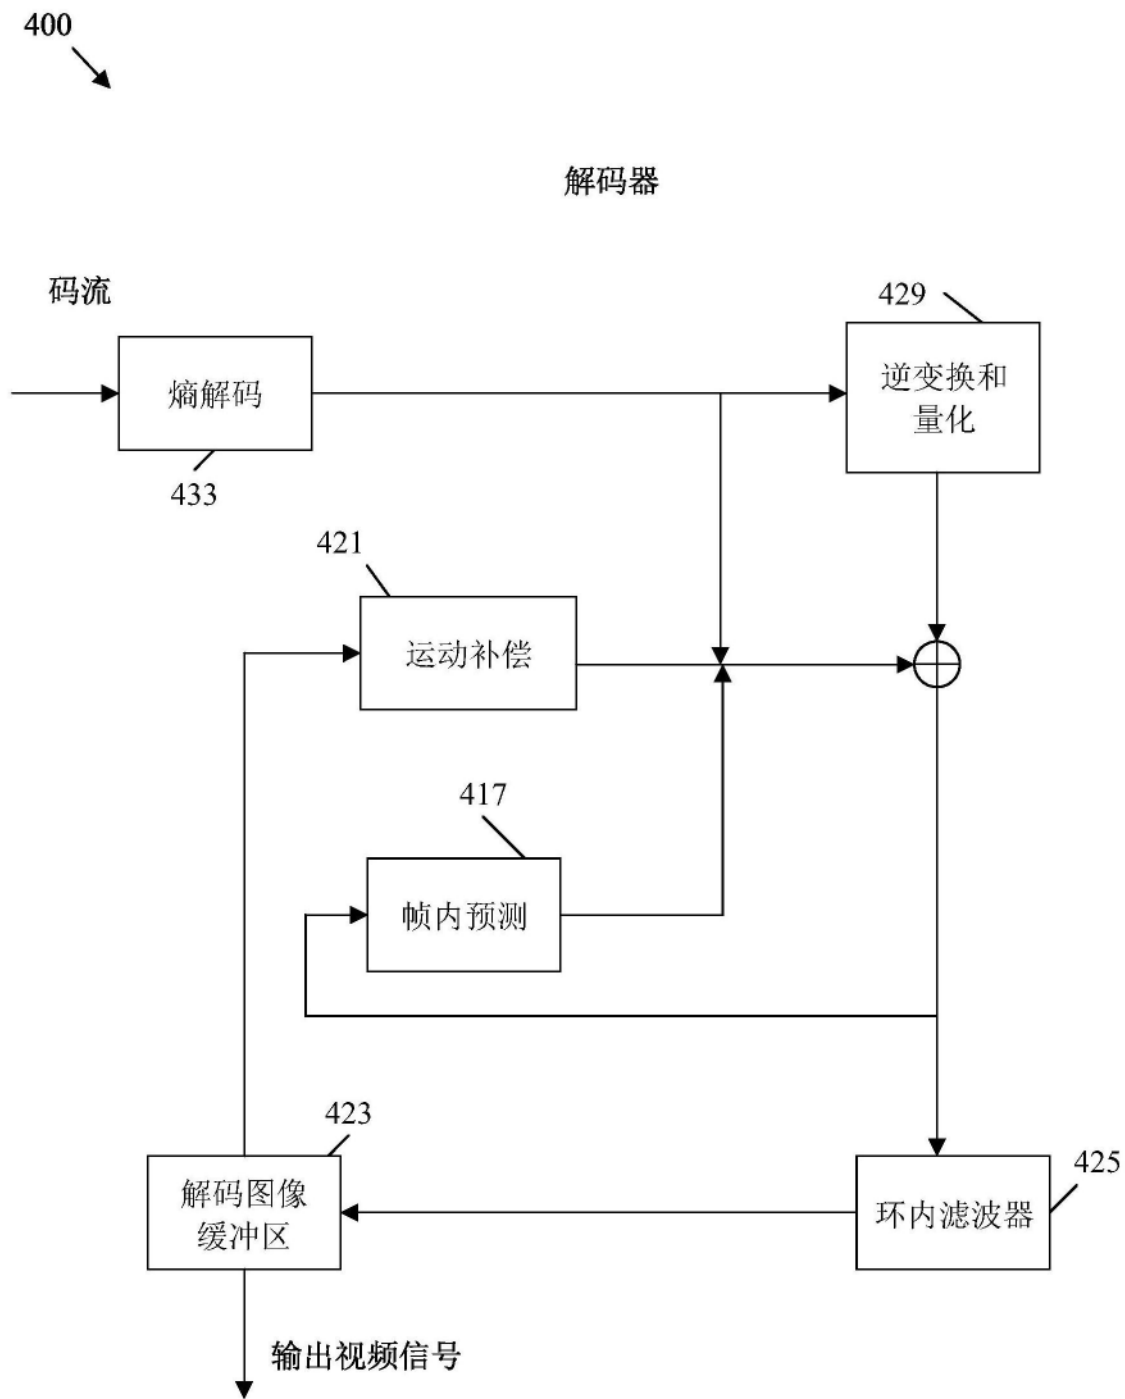 400
解码器
码流
429
熵解码
逆变换和
量化
433
421
运动补偿
417
帧内预测
423
解码图像
缓冲区
425
环内滤波器
输出视频信号